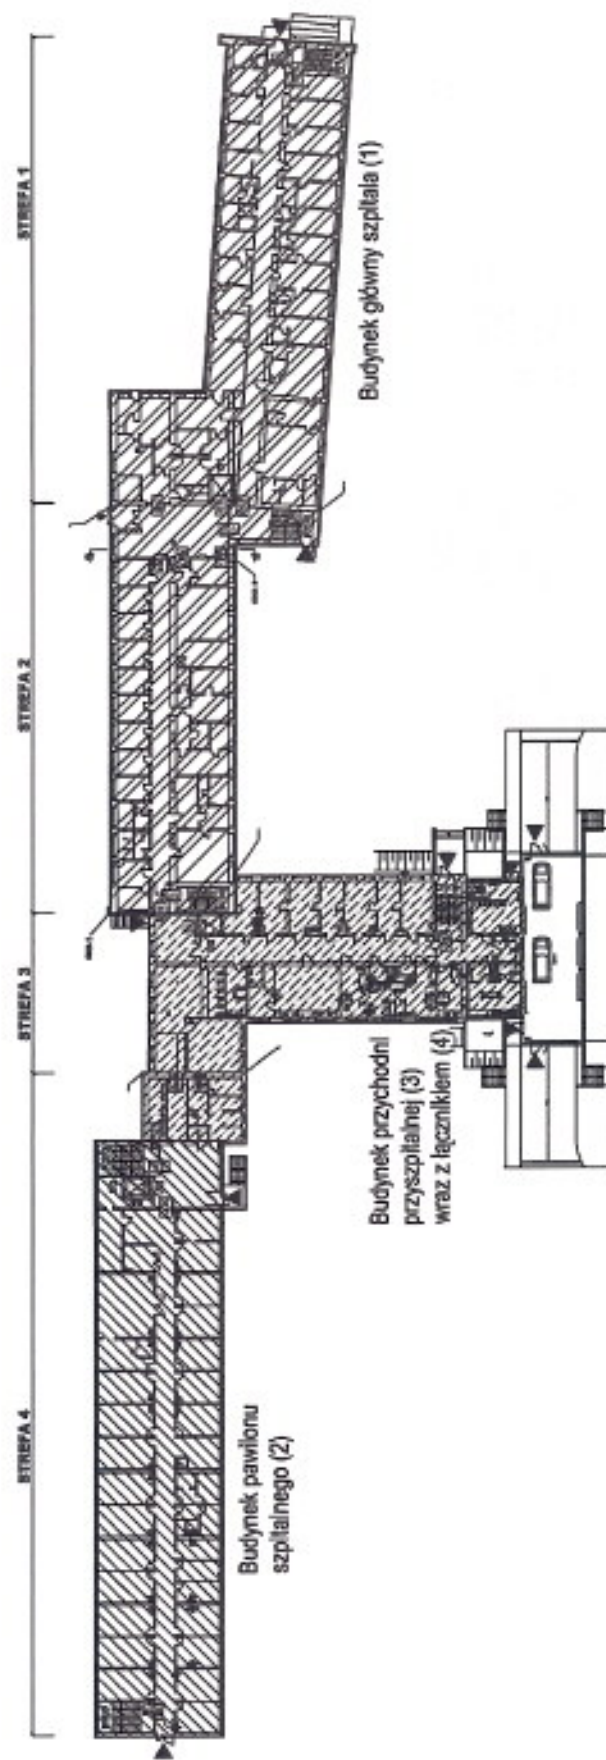 STREFA 4
STREFA 3
STREFA 2
STREFA 1
Budynek pawilonu
szpitalnego (2)
Budynek przychodni
przyszpitalnej (3)
wraz z łącznikiem (4)
Budynek główny szpitala (1)